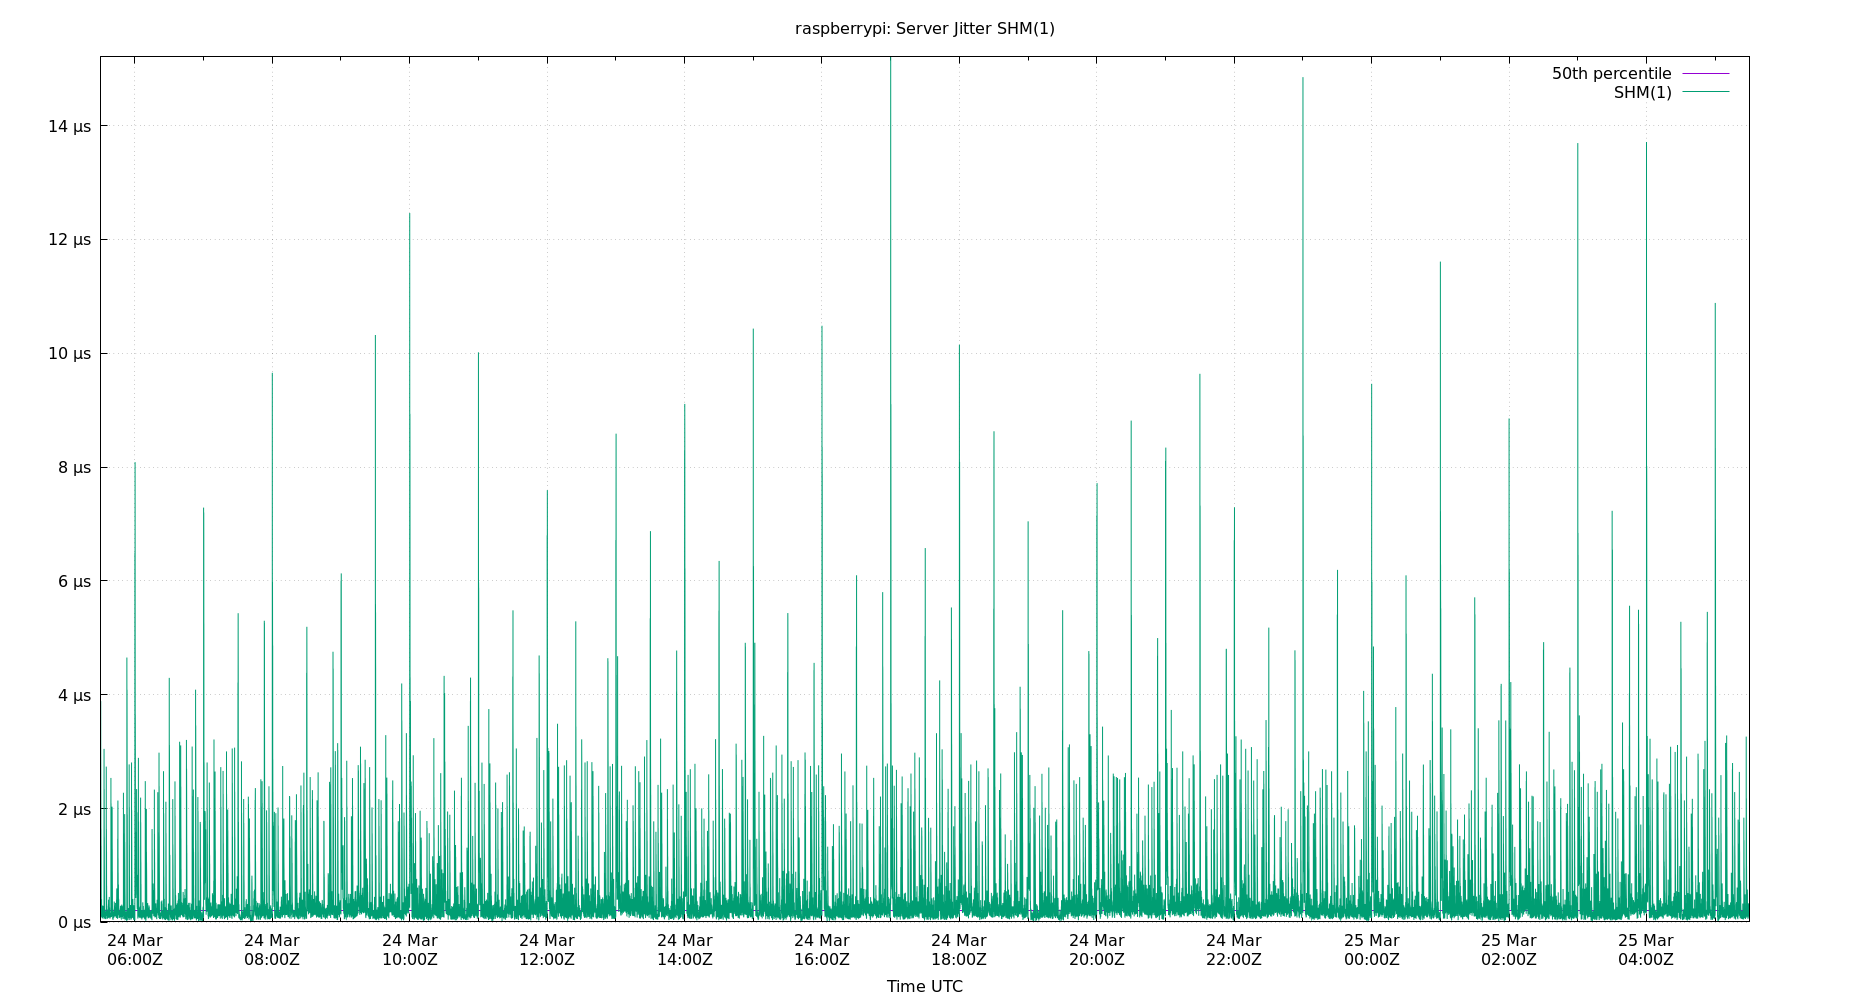 raspberrypi: Server Jitter SHM(1)
50th percentile
SHM(1)
14 µs
12 µs
10 µs
8 µs
6 µs
4 µs
2 µs
0 µs
24 Mar 24 Mar 24 Mar 24 Mar 24 Mar 24 Mar 24 Mar 24 Mar 24 Mar 25 Mar 25 Mar 25 Mar
06:00Z 08:00Z 10:00Z 12:00Z 14:00Z 16:00Z 18:00Z 20:00Z 22:00Z 00:00Z 02:00Z 04:00Z
Time UTC